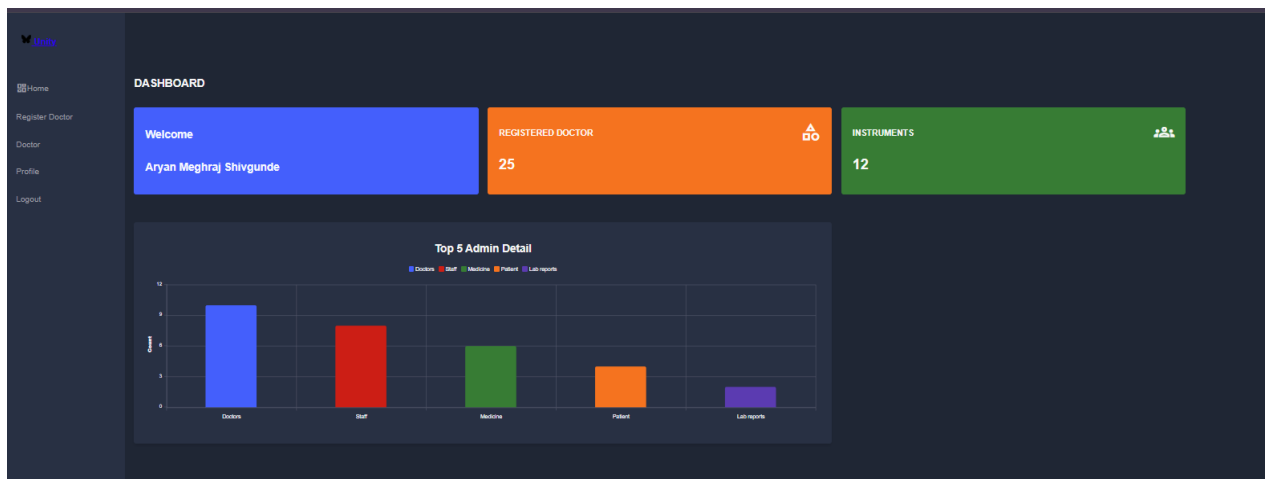 Home
Register Doctor
Doctor
Profile
Logout
DASHBOARD
Welcome
Aryan Meghraj Shivgunde
REGISTERED DOCTOR
25
INSTRUMENTS
12
Top 5 Admin Detail
Doctors Staff Medicine Patient Lab reports
12
9
6
3
0
Count
Doctors Staff Medicine Patient Lab reports